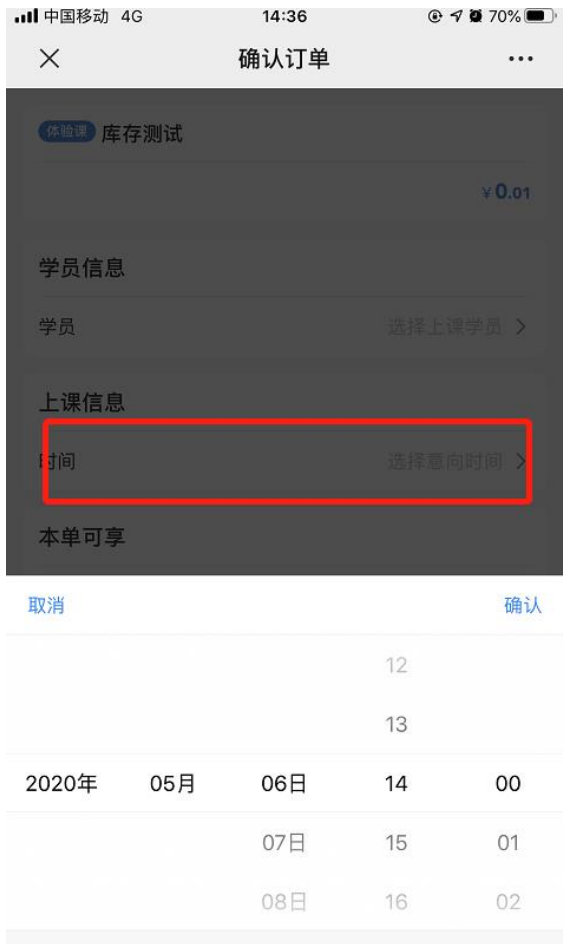 中国移动 4G 14:36 70%
确认订单
体验课 库存测试
¥0.01
学员信息
学员 选择上课学员
上课信息
时间 选择意向时间
本单可享
取消 确认
12
13
2020年 05月 06日 14 00
07日 15 01
08日 16 02